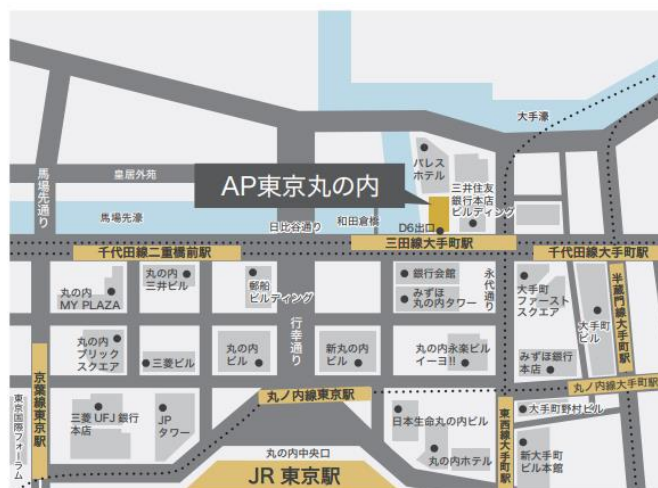 大手濠
パレス
ホテル
馬場先通り
皇居外苑
AP東京丸の内
三井住友
銀行本店
ビルディング
馬場先濠
日比谷通り
和田倉橋
D6出口
千代田線二重橋前駅
三田線大手町駅
千代田線大手町駅
丸の内
MY PLAZA
丸の内
三井ビル
郵船
ビルディング
銀行会館
みずほ
丸の内タワー
永代通り
大手町
ファースト
スクエア
大手町
ビル
半蔵門線大手町駅
行幸通り
丸の内
ブリック
スクエア
三菱ビル
丸の内
ビル
新丸の内
ビル
丸の内永楽ビル
イーヨ!!
みずほ銀行
本店
京葉線東京駅
丸ノ内線東京駅
丸ノ内線大手町駅
東京国際フォーラム
三菱 UFJ 銀行
本店
JP
タワー
日本生命丸の内ビル
東西線大手町駅
大手町野村ビル
丸の内中央口
丸の内ホテル
新大手町
ビル本館
JR 東京駅